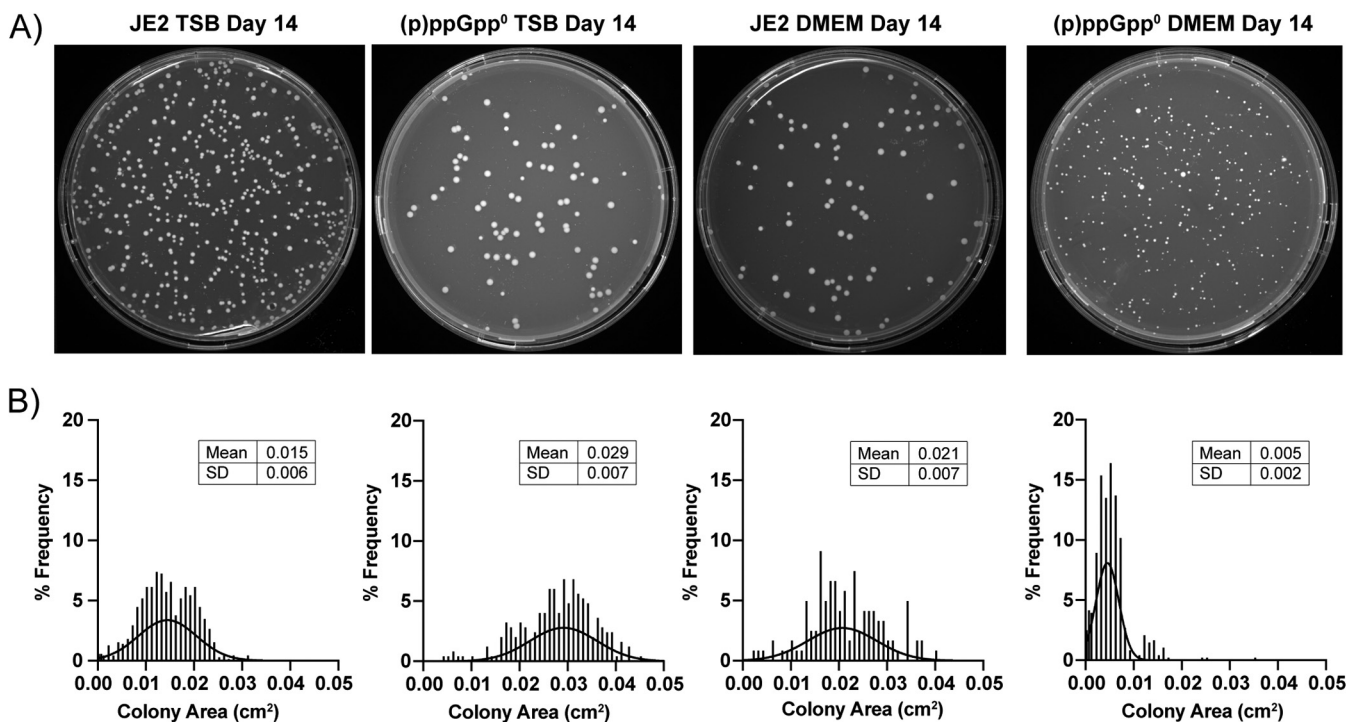 A)
JE2 TSB Day 14
(p)ppGpp⁰ TSB Day 14
JE2 DMEM Day 14
(p)ppGpp⁰ DMEM Day 14
B)
20
15
10
5
0
% Frequency
Mean 0.015
SD 0.006
0.00 0.01 0.02 0.03 0.04 0.05
Colony Area (cm²)
20
15
10
5
0
% Frequency
Mean 0.029
SD 0.007
0.00 0.01 0.02 0.03 0.04 0.05
Colony Area (cm²)
20
15
10
5
0
% Frequency
Mean 0.021
SD 0.007
0.00 0.01 0.02 0.03 0.04 0.05
Colony Area (cm²)
20
15
10
5
0
% Frequency
Mean 0.005
SD 0.002
0.00 0.01 0.02 0.03 0.04 0.05
Colony Area (cm²)